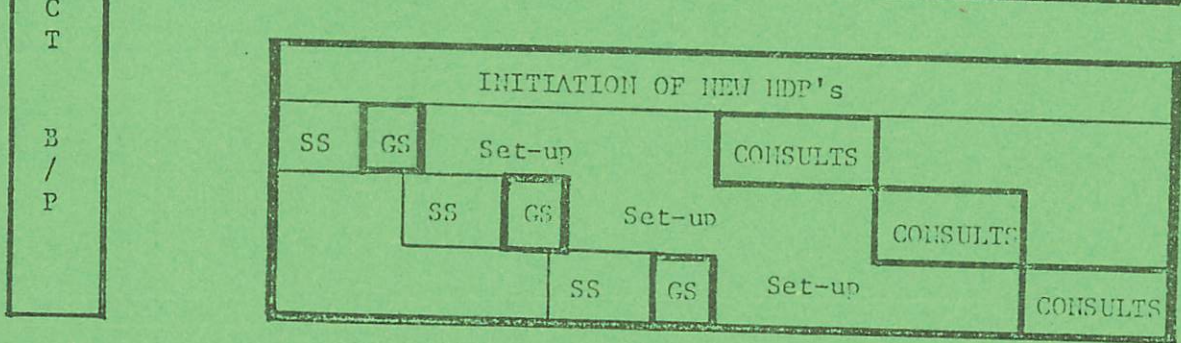 C
T
B
/
P
INITIATION OF NEW HDP's
SS GS Set-up CONSULTS
SS GS Set-up CONSULTS
SS GS Set-up CONSULTS